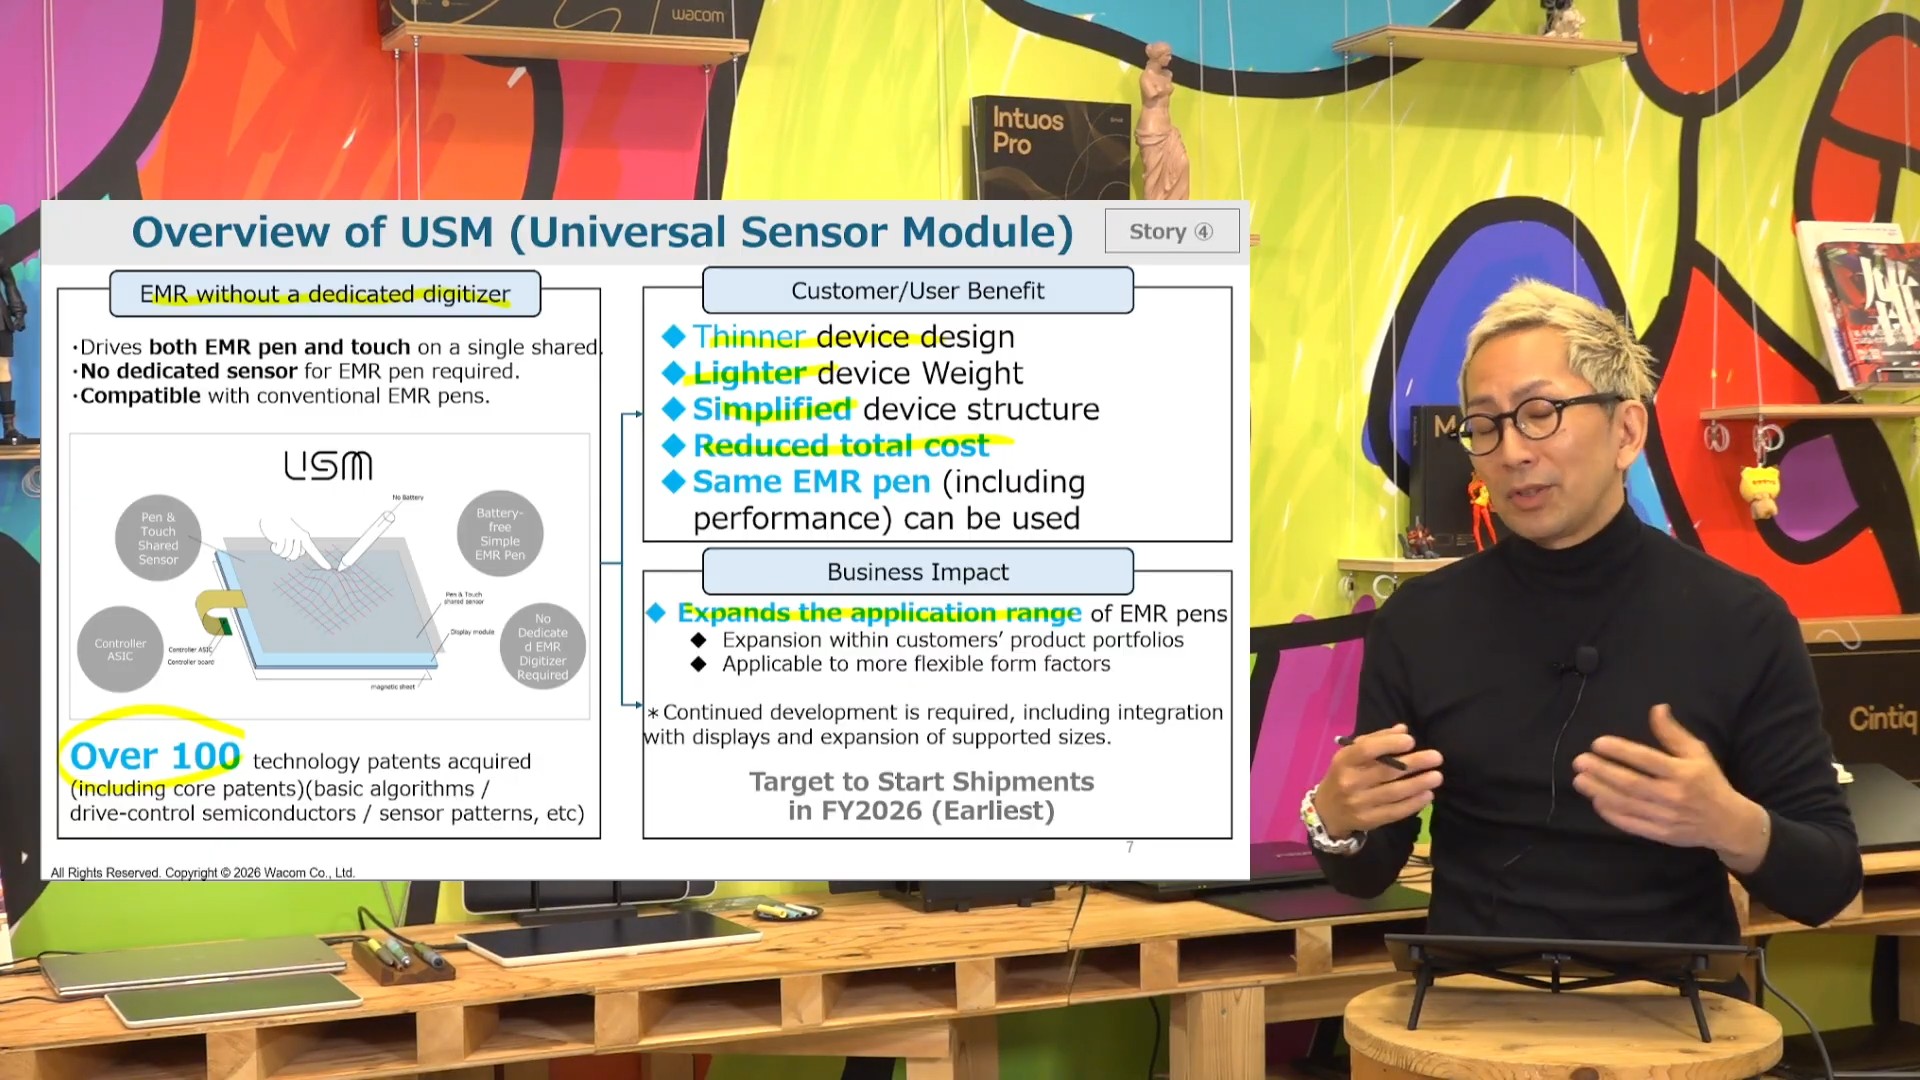 wacom
Intuos
Pro
Overview of USM (Universal Sensor Module)
Story ④
EMR without a dedicated digitizer
・Drives both EMR pen and touch on a single shared.
・No dedicated sensor for EMR pen required.
・Compatible with conventional EMR pens.
USM
No Battery
Pen &
Touch
Shared
Sensor
Battery-
free
Simple
EMR Pen
Pen & Touch
shared sensor
Display module
Controller
ASIC
Controller ASIC
Controller board
magnetic sheet
No
Dedicate
d EMR
Digitizer
Required
Over 100 technology patents acquired
(including core patents)(basic algorithms /
drive-control semiconductors / sensor patterns, etc)
Customer/User Benefit
◆ Thinner device design
◆ Lighter device Weight
◆ Simplified device structure
◆ Reduced total cost
◆ Same EMR pen (including
performance) can be used
Business Impact
◆ Expands the application range of EMR pens
◆ Expansion within customers’ product portfolios
◆ Applicable to more flexible form factors
＊Continued development is required, including integration
with displays and expansion of supported sizes.
Target to Start Shipments
in FY2026 (Earliest)
7
All Rights Reserved. Copyright © 2026 Wacom Co., Ltd.
Cintiq